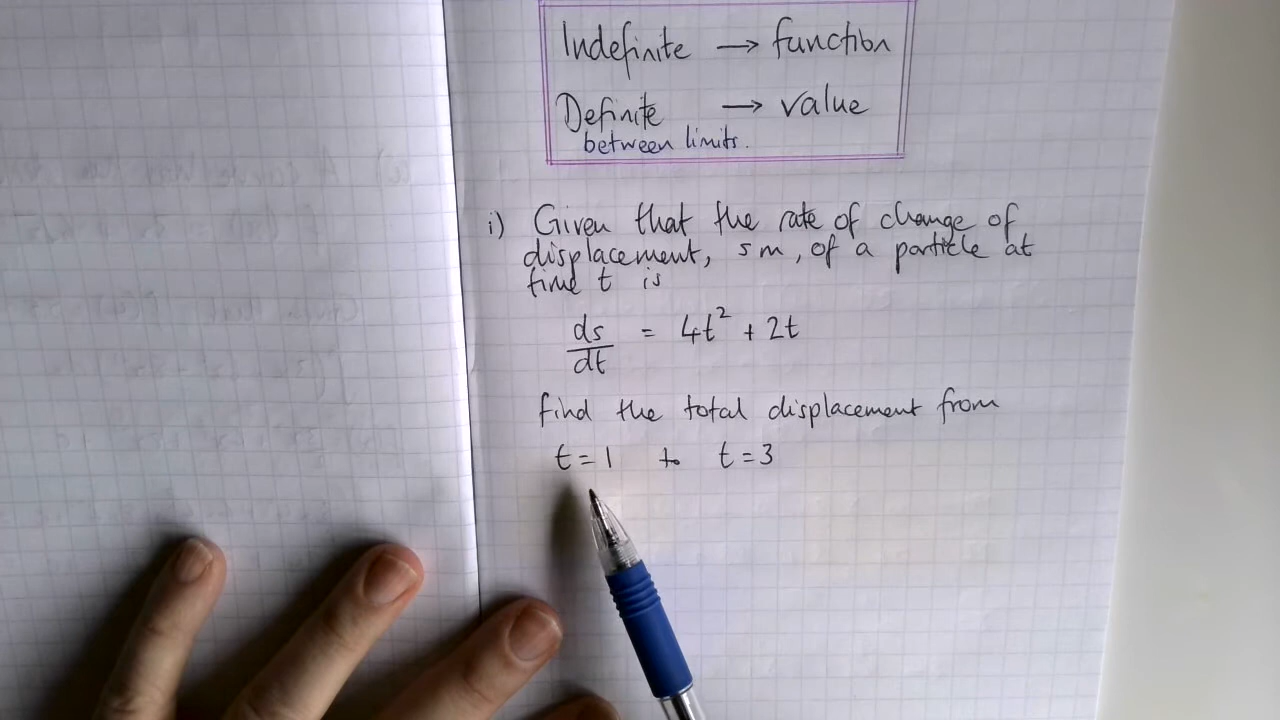 Indefinite → function
Definite → value
between limits.
i) Given that the rate of change of
displacement, s m, of a particle at
time t is
ds/dt = 4t² + 2t
find the total displacement from
t = 1 to t = 3